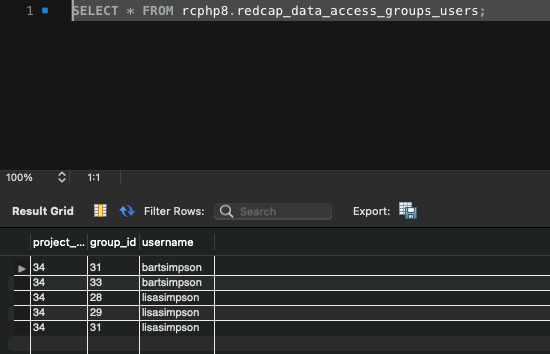 1 SELECT * FROM rcphp8.redcap_data_access_groups_users;
100% 1:1
Result Grid Filter Rows: Search Export:
project_... group_id username
34 31 bartsimpson
34 33 bartsimpson
34 28 lisasimpson
34 29 lisasimpson
34 31 lisasimpson